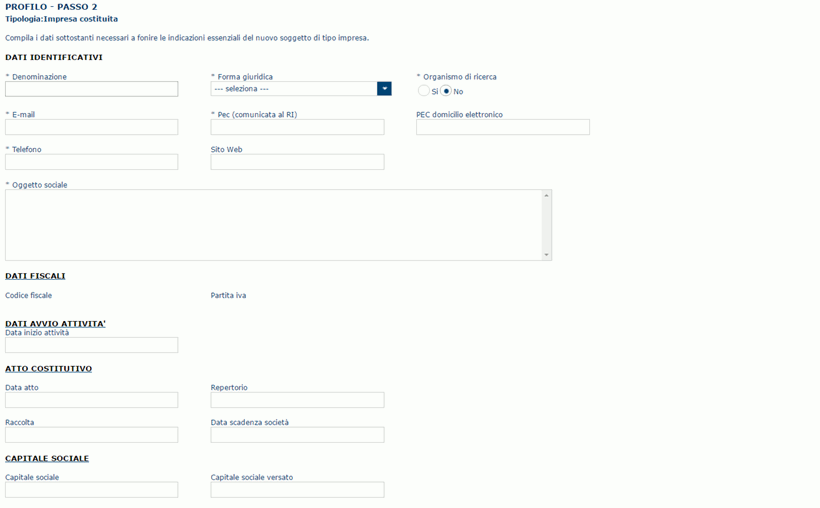 PROFILO - PASSO 2
Tipologia:Impresa costituita
Compila i dati sottostanti necessari a fonire le indicazioni essenziali del nuovo soggetto di tipo impresa.
DATI IDENTIFICATIVI
* Denominazione * Forma giuridica * Organismo di ricerca
--- seleziona --- Sì No
* E-mail * Pec (comunicata al RI) PEC domicilio elettronico
* Telefono Sito Web
* Oggetto sociale
DATI FISCALI
Codice fiscale Partita iva
DATI AVVIO ATTIVITA'
Data inizio attività
ATTO COSTITUTIVO
Data atto Repertorio
Raccolta Data scadenza società
CAPITALE SOCIALE
Capitale sociale Capitale sociale versato